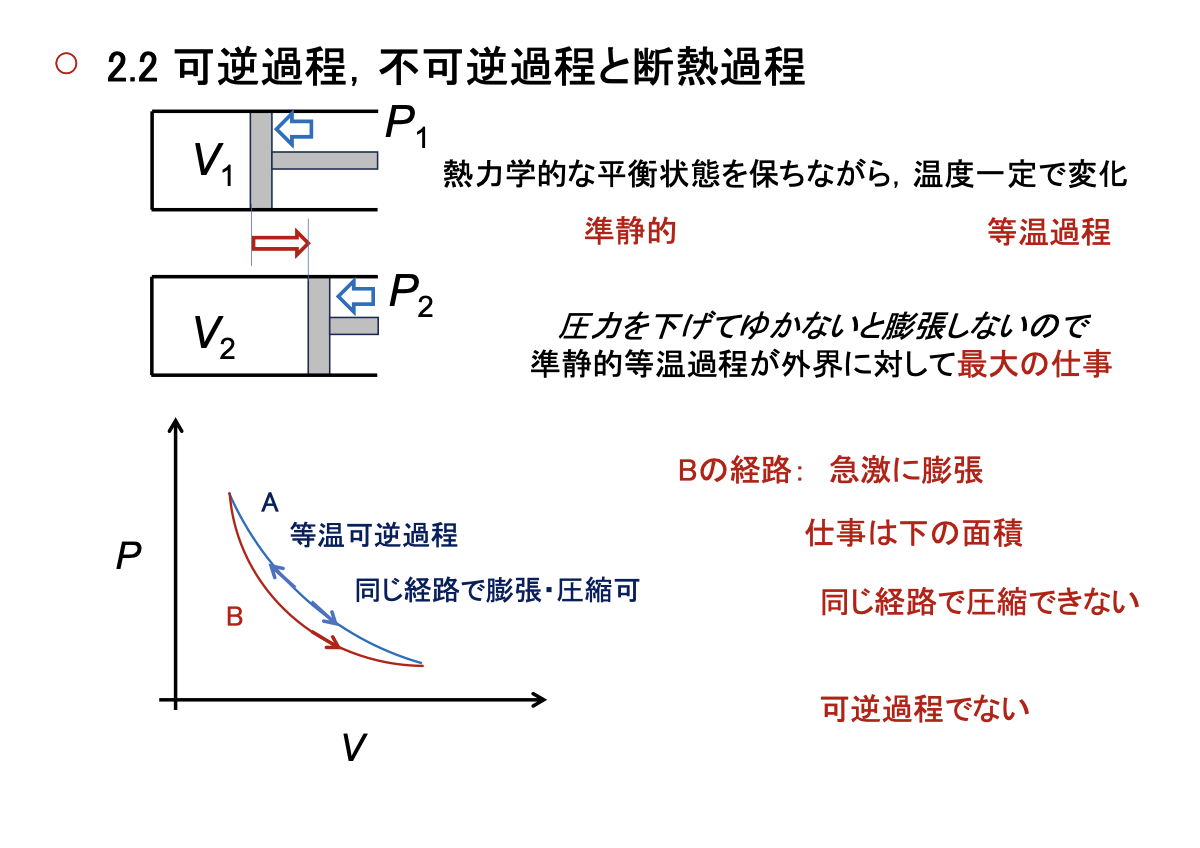 ○ 2.2 可逆過程, 不可逆過程と断熱過程
P1
V1
熱力学的な平衡状態を保ちながら, 温度一定で変化
準静的 等温過程
P2
V2
圧力を下げてゆかないと膨張しないので
準静的等温過程が外界に対して最大の仕事
Bの経路: 急激に膨張
A
等温可逆過程
仕事は下の面積
P
同じ経路で膨張・圧縮可
同じ経路で圧縮できない
B
可逆過程でない
V